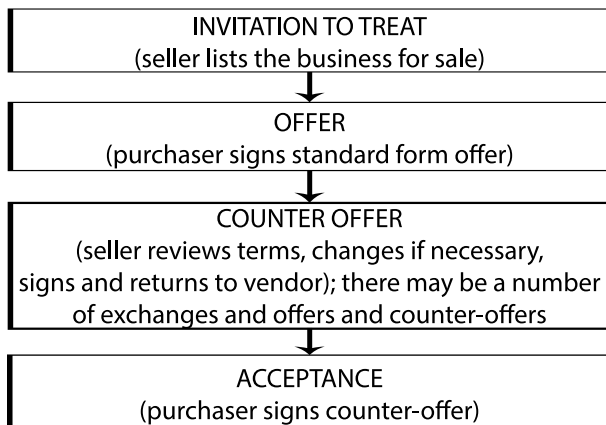 INVITATION TO TREAT
(seller lists the business for sale)
OFFER
(purchaser signs standard form offer)
COUNTER OFFER
(seller reviews terms, changes if necessary,
signs and returns to vendor); there may be a number
of exchanges and offers and counter-offers
ACCEPTANCE
(purchaser signs counter-offer)